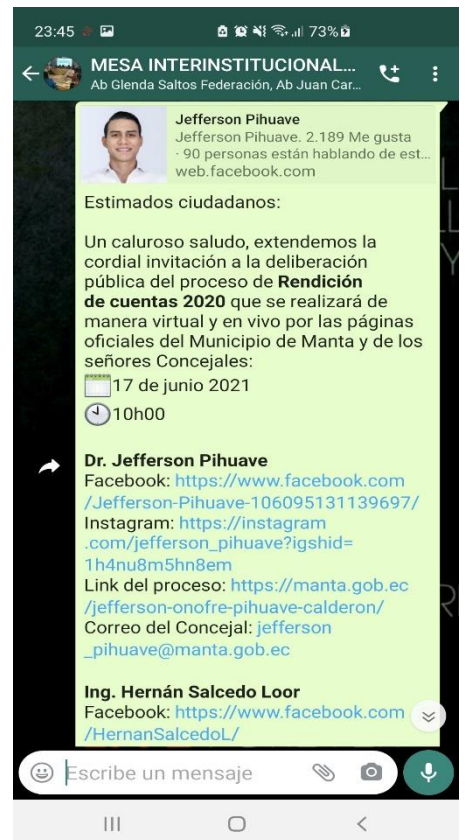 23:45
73%
MESA INTERINSTITUCIONAL...
Ab Glenda Saltos Federación, Ab Juan Car...
Jefferson Pihuave
Jefferson Pihuave. 2.189 Me gusta
· 90 personas están hablando de est...
web.facebook.com
Estimados ciudadanos:
Un caluroso saludo, extendemos la
cordial invitación a la deliberación
pública del proceso de Rendición
de cuentas 2020 que se realizará de
manera virtual y en vivo por las páginas
oficiales del Municipio de Manta y de los
señores Concejales:
17 de junio 2021
10h00
Dr. Jefferson Pihuave
Facebook: https://www.facebook.com
/Jefferson-Pihuave-106095131139697/
Instagram: https://instagram
.com/jefferson_pihuave?igshid=
1h4nu8m5hn8em
Link del proceso: https://manta.gob.ec
/jefferson-onofre-pihuave-calderon/
Correo del Concejal: jefferson
_pihuave@manta.gob.ec
Ing. Hernán Salcedo Loor
Facebook: https://www.facebook.com
/HernanSalcedoL/
Escribe un mensaje